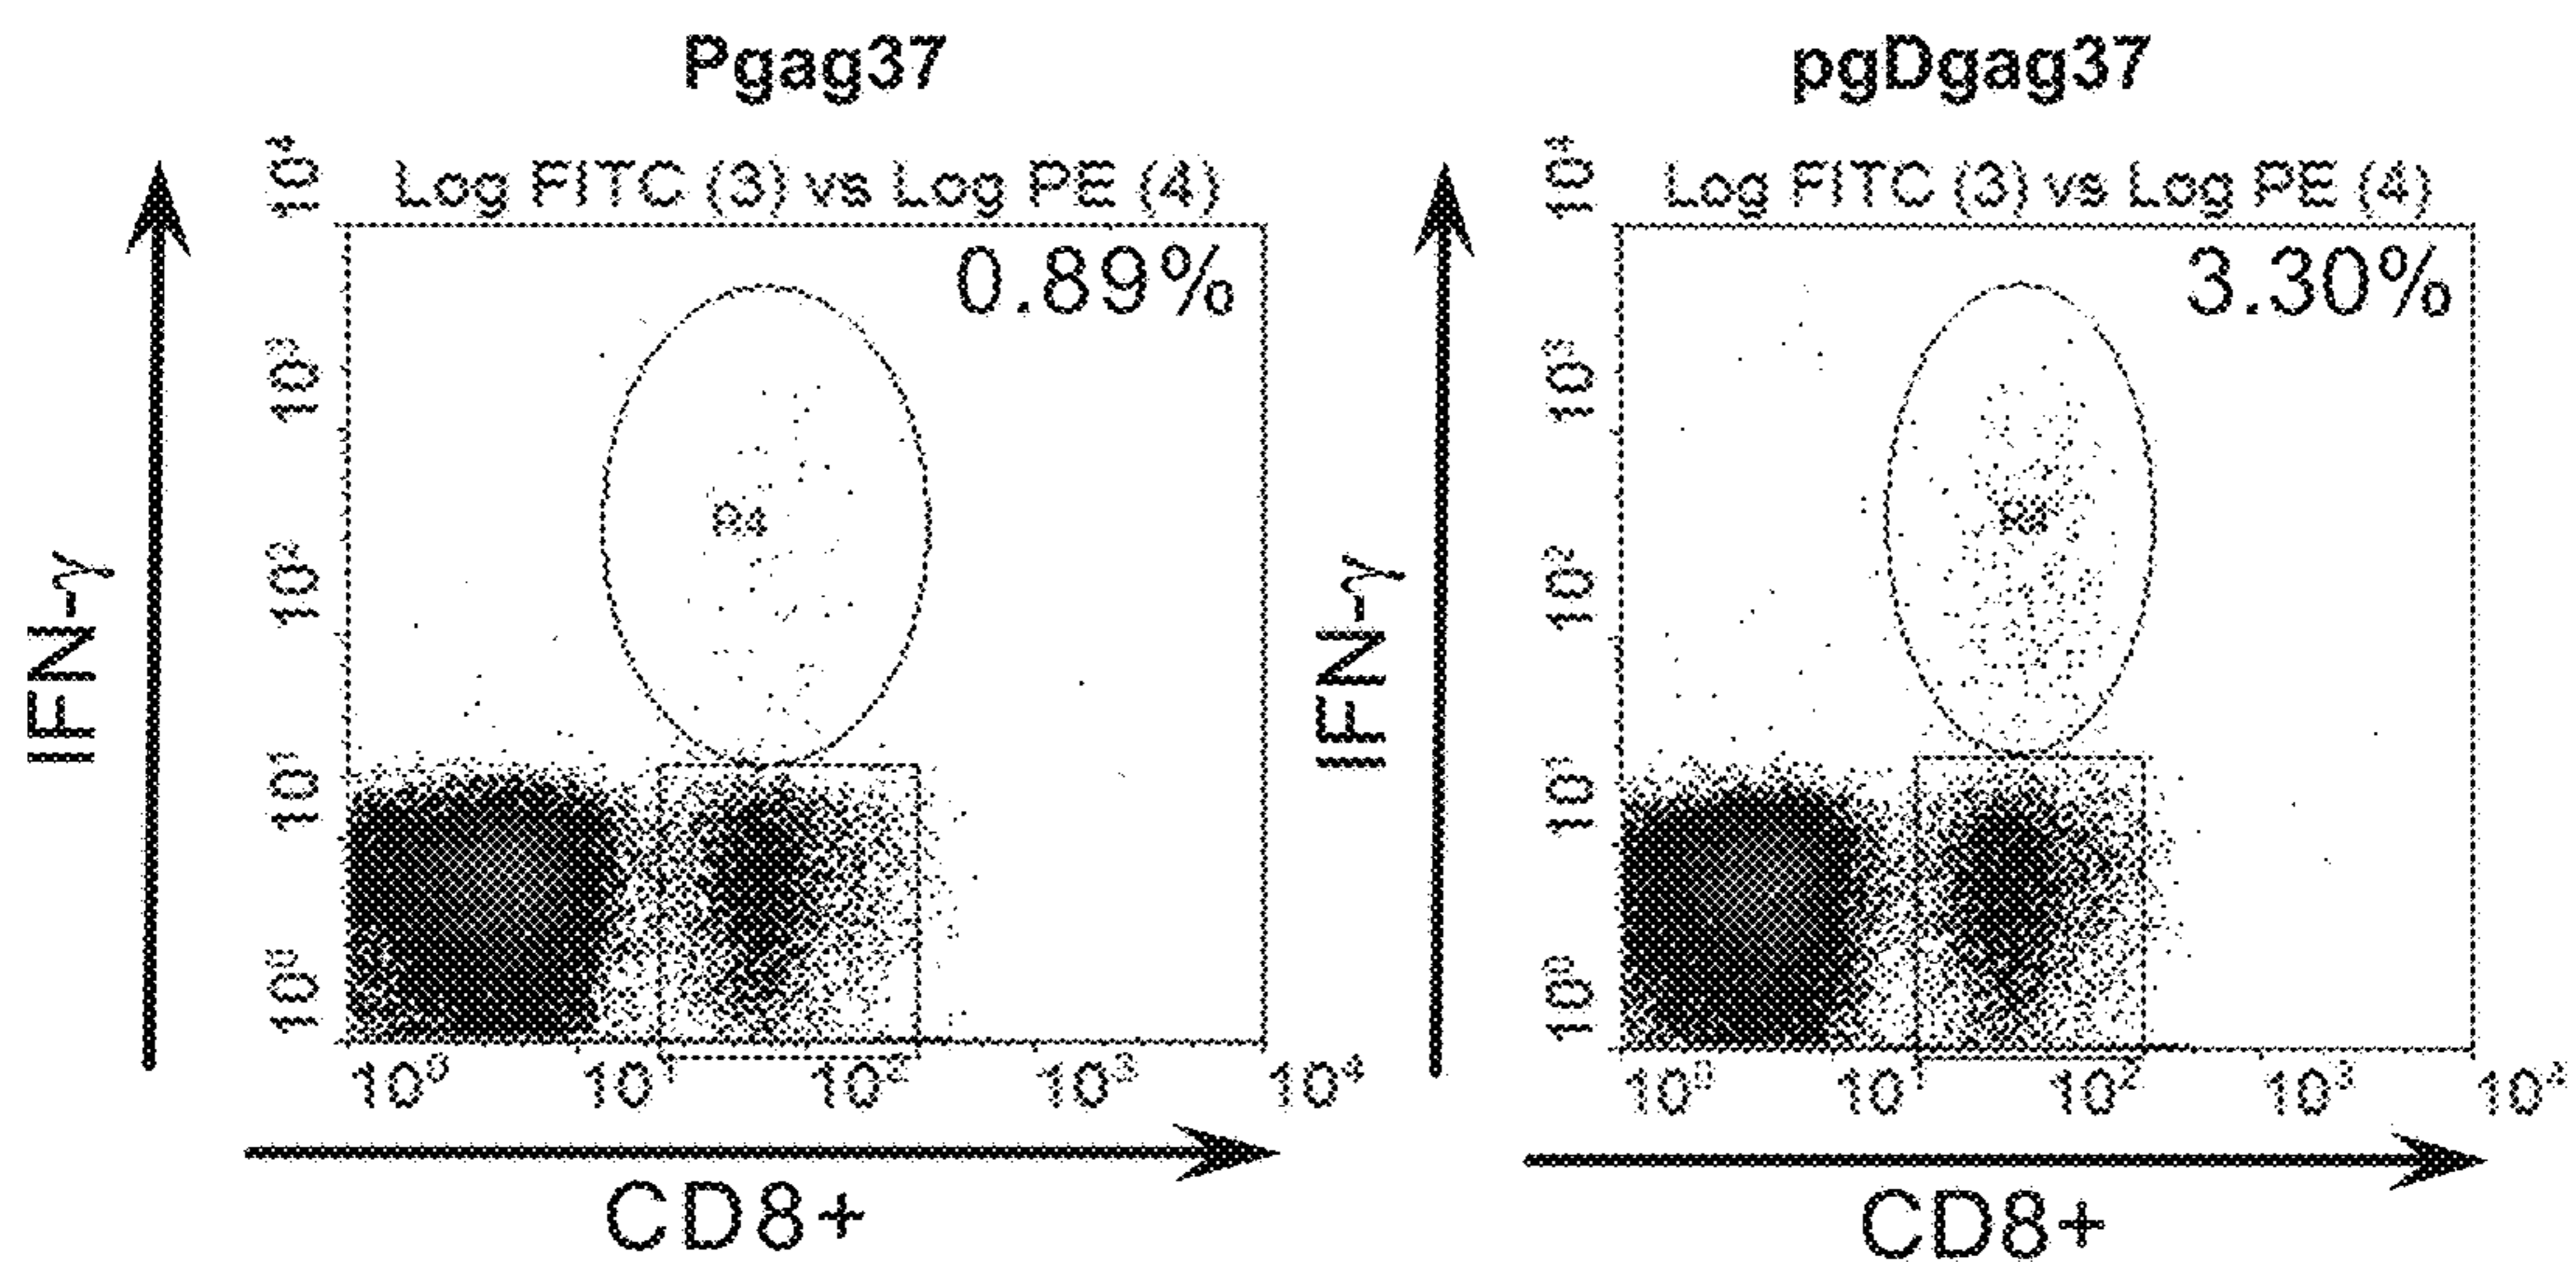 Pgag37
Log FITC (3) vs Log PE (4)
0.89%
10⁴
10³
10²
10¹
10⁰
IFN-γ
R4
10⁰ 10¹ 10² 10³ 10⁴
CD8+
pgDgag37
Log FITC (3) vs Log PE (4)
3.30%
10⁴
10³
10²
10¹
10⁰
IFN-γ
10⁰ 10¹ 10² 10³ 10⁴
CD8+